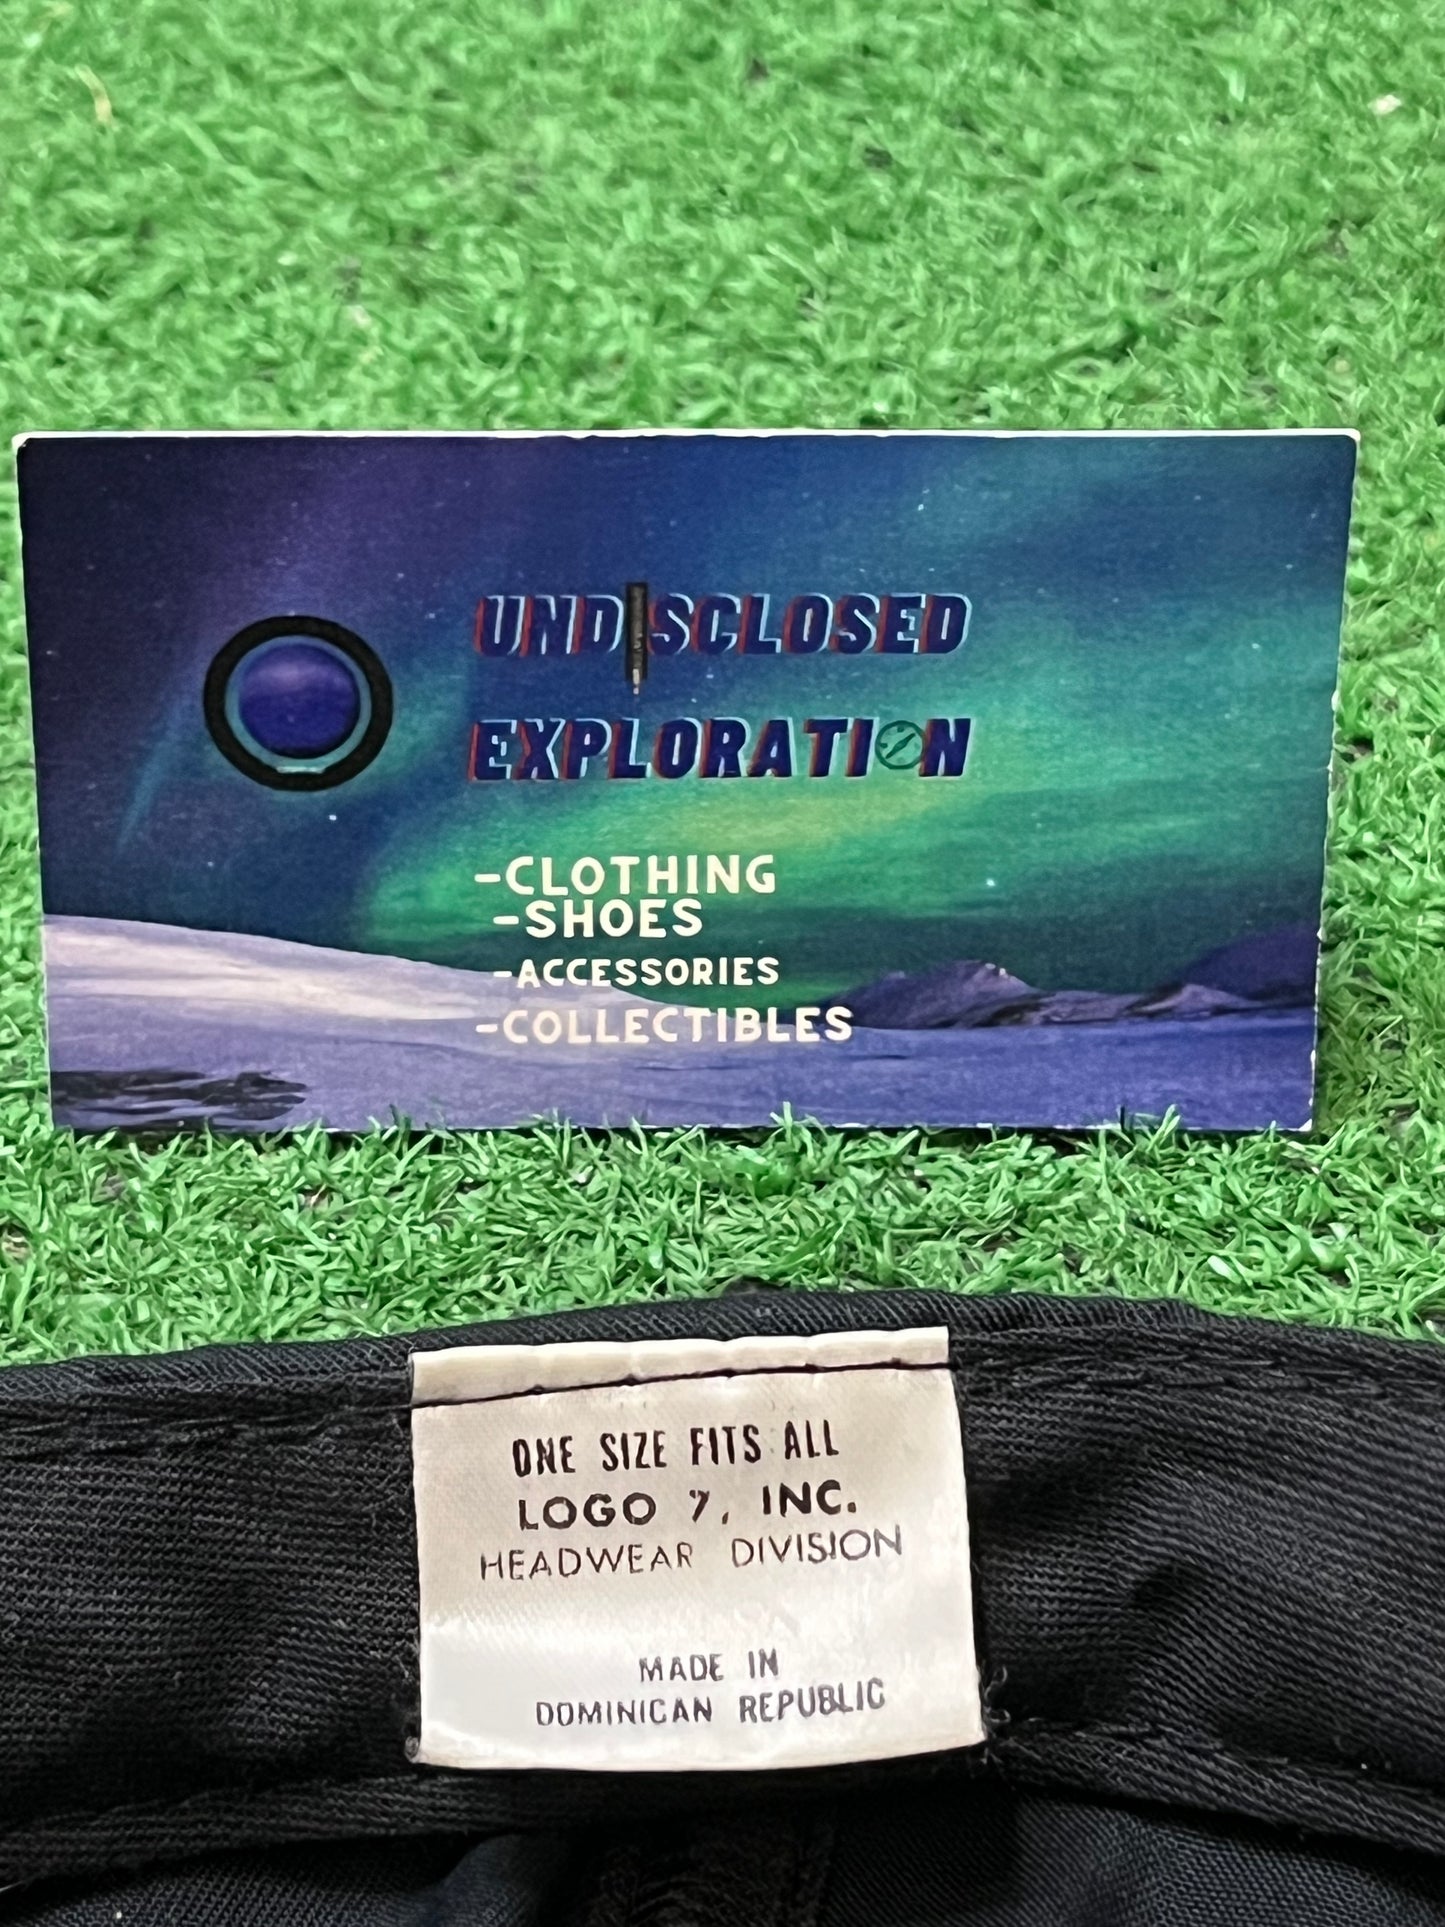 UNDISCLOSED
EXPLORATION
-CLOTHING
-SHOES
-ACCESSORIES
-COLLECTIBLES
ONE SIZE FITS ALL
LOGO 7, INC.
HEADWEAR DIVISION
MADE IN
DOMINICAN REPUBLIC